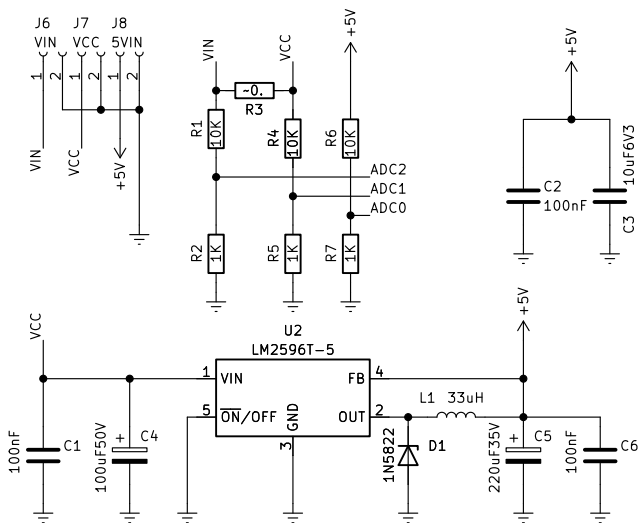 J6 J7 J8
VIN VCC 5VIN
1 2 1 2 1 2
VIN
VCC
+5V
VIN
VCC
+5V
~0.
R3
R1 10K
R4 10K
R6 10K
ADC2
ADC1
ADC0
R2 1K
R5 1K
R7 1K
+5V
C2
100nF
10uF6V3
C3
U2
LM2596T-5
VCC
+5V
1 VIN
FB 4
5 ON/OFF
GND
3
OUT 2
L1 33uH
100nF C1
+
100uF50V C4
1N5822 D1
+
220uF35V C5
100nF C6